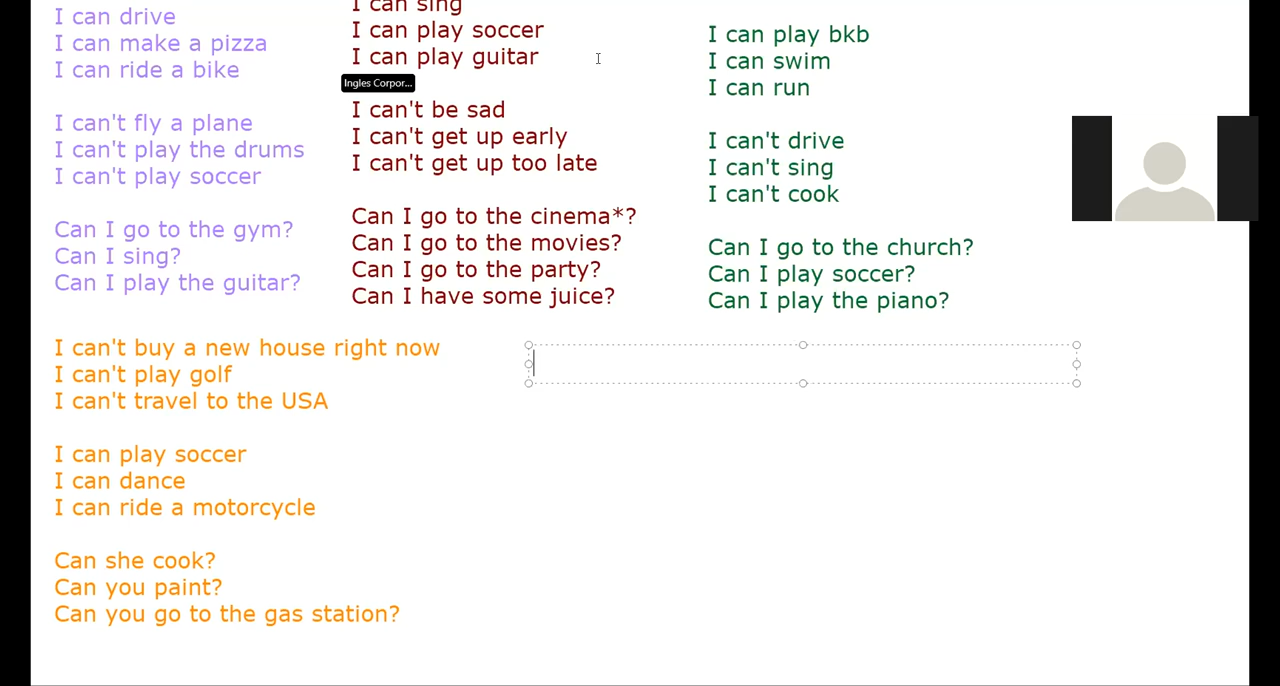 I can drive
I can make a pizza
I can ride a bike
I can't fly a plane
I can't play the drums
I can't play soccer
Can I go to the gym?
Can I sing?
Can I play the guitar?
I can sing
I can play soccer
I can play guitar
Ingles Corpor...
I can't be sad
I can't get up early
I can't get up too late
Can I go to the cinema*?
Can I go to the movies?
Can I go to the party?
Can I have some juice?
I can play bkb
I can swim
I can run
I can't drive
I can't sing
I can't cook
Can I go to the church?
Can I play soccer?
Can I play the piano?
I can't buy a new house right now
I can't play golf
I can't travel to the USA
I can play soccer
I can dance
I can ride a motorcycle
Can she cook?
Can you paint?
Can you go to the gas station?